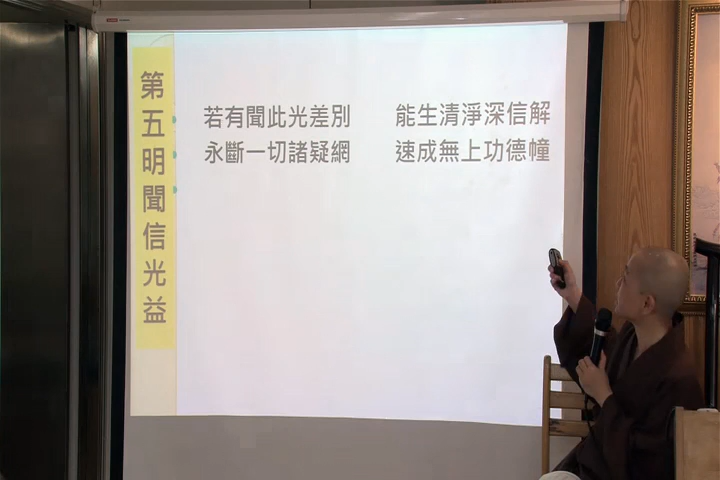 第五明聞信光益
若有聞此光差別 能生清淨深信解
永斷一切諸疑網 速成無上功德幢